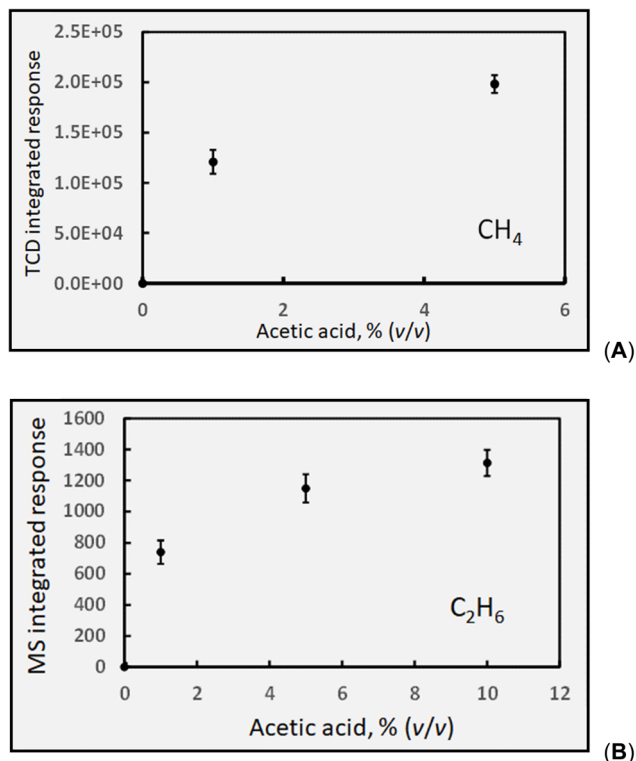 2.5E+05
2.0E+05
1.5E+05
1.0E+05
5.0E+04
0.0E+00
TCD integrated response
CH4
0 2 4 6
Acetic acid, % (v/v)
(A)
1600
1400
1200
1000
800
600
400
200
0
MS integrated response
C2H6
0 2 4 6 8 10 12
Acetic acid, % (v/v)
(B)